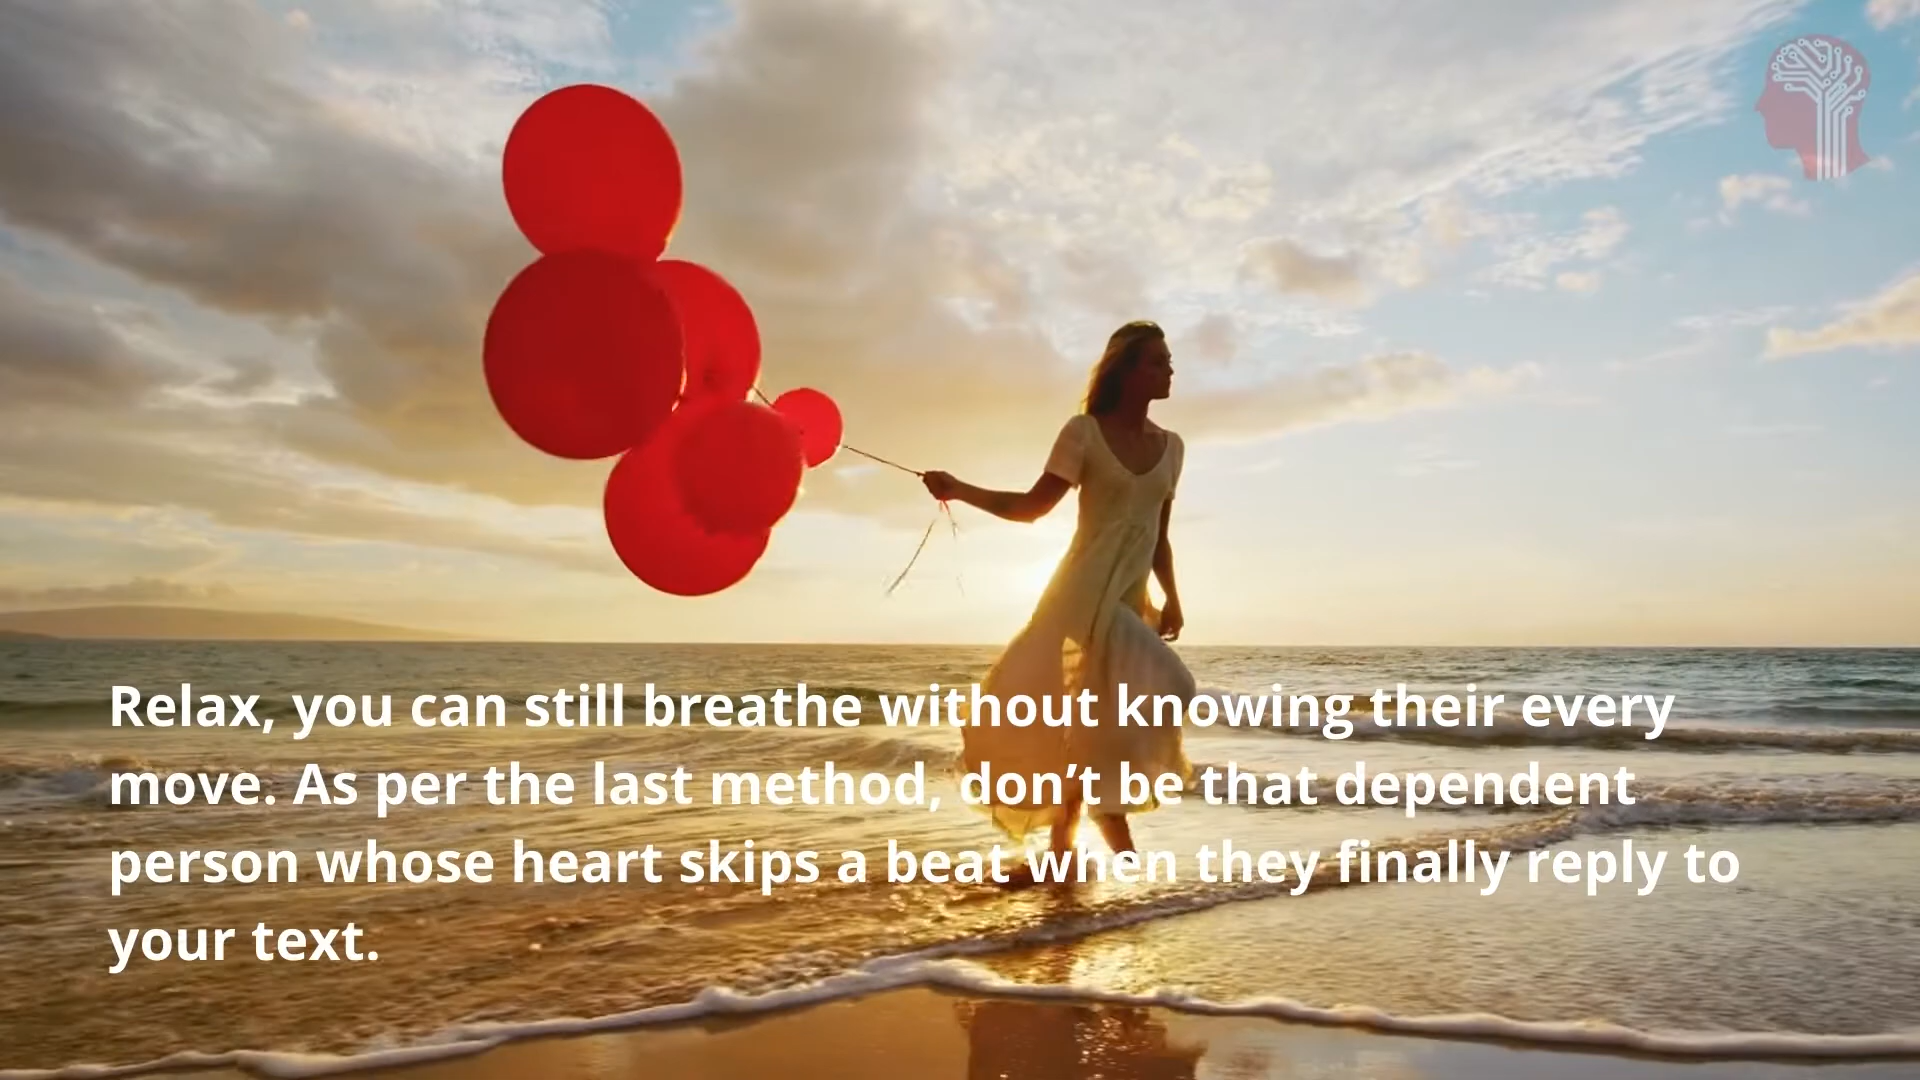 Relax, you can still breathe without knowing their every
move. As per the last method, don’t be that dependent
person whose heart skips a beat when they finally reply to
your text.